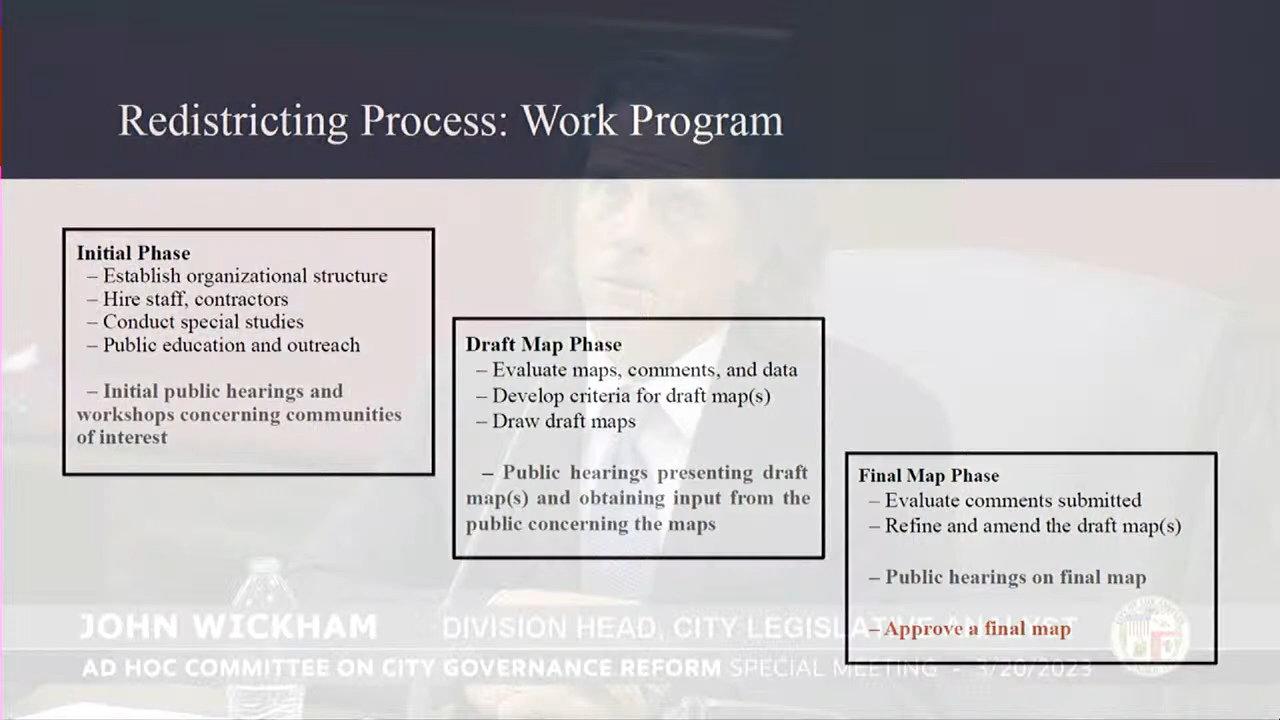 Redistricting Process: Work Program
Initial Phase
– Establish organizational structure
– Hire staff, contractors
– Conduct special studies
– Public education and outreach
– Initial public hearings and
workshops concerning communities
of interest
Draft Map Phase
– Evaluate maps, comments, and data
– Develop criteria for draft map(s)
– Draw draft maps
– Public hearings presenting draft
map(s) and obtaining input from the
public concerning the maps
Final Map Phase
– Evaluate comments submitted
– Refine and amend the draft map(s)
– Public hearings on final map
– Approve a final map
JOHN WICKHAM DIVISION HEAD, CITY LEGISLATIVE ANALYST
AD HOC COMMITTEE ON CITY GOVERNANCE REFORM SPECIAL MEETING - 3/20/2023